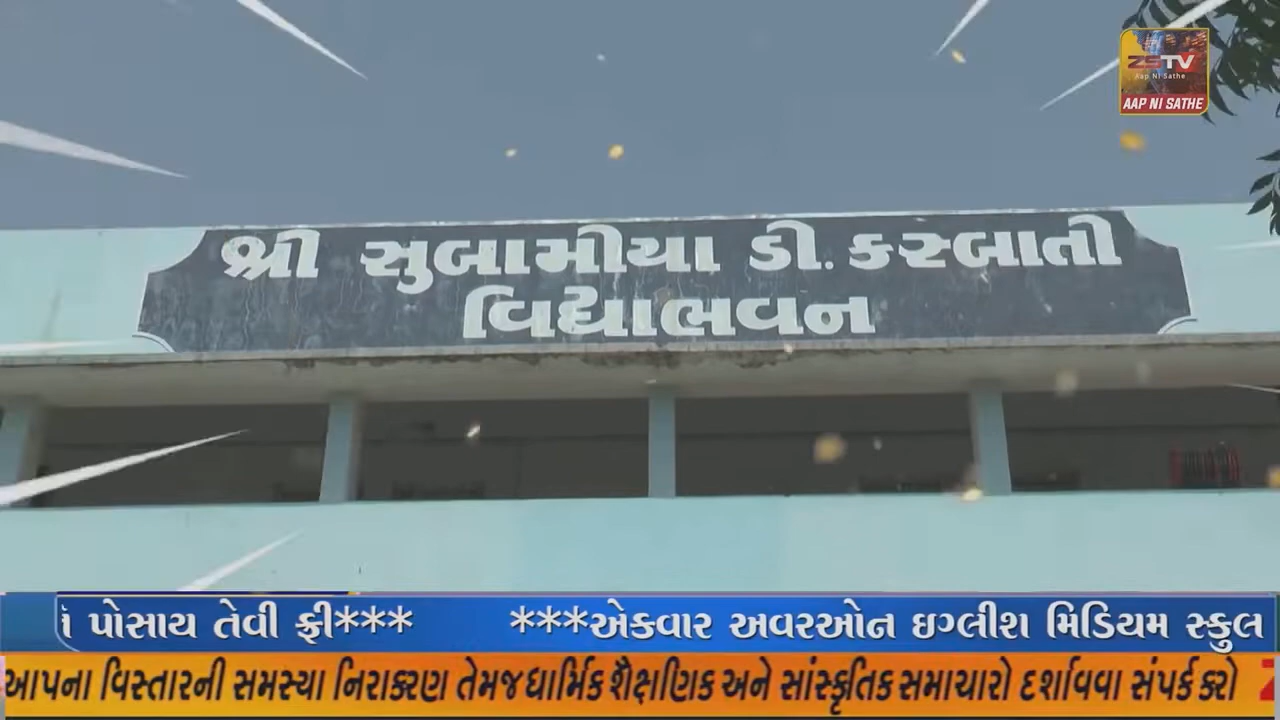 ZSTV
Aap Ni Sathe
AAP NI SATHE
શ્રી સુબામીયા ડી. કરબાતી
વિદ્યાભવન
પોસાય તેવી ફ્રી*** ***એકવાર અવરઓન ઇગ્લીશ મિડિયમ સ્કુલ
આપના વિસ્તારની સમસ્યા નિરાકરણ તેમજ ધાર્મિક શૈક્ષણિક અને સાંસ્કૃતિક સમાચારો દર્શાવવા સંપર્ક કરો